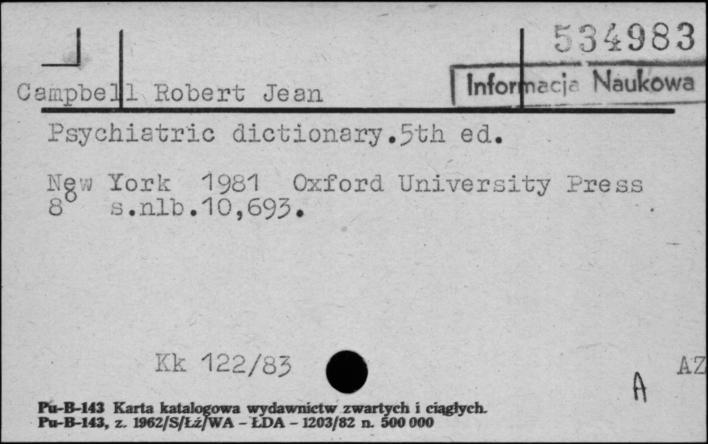 534983
Informacja Naukowa
Campbell Robert Jean
Psychiatric dictionary.5th ed.
New York 1981 Oxford University Press
8° s.nlb.10,693.
Kk 122/83
A
AZ
Pu-B-143 Karta katalogowa wydawnictw zwartych i ciągłych.
Pu-B-143, z. 1962/S/Łż/WA – ŁDA – 1203/82 n. 500 000